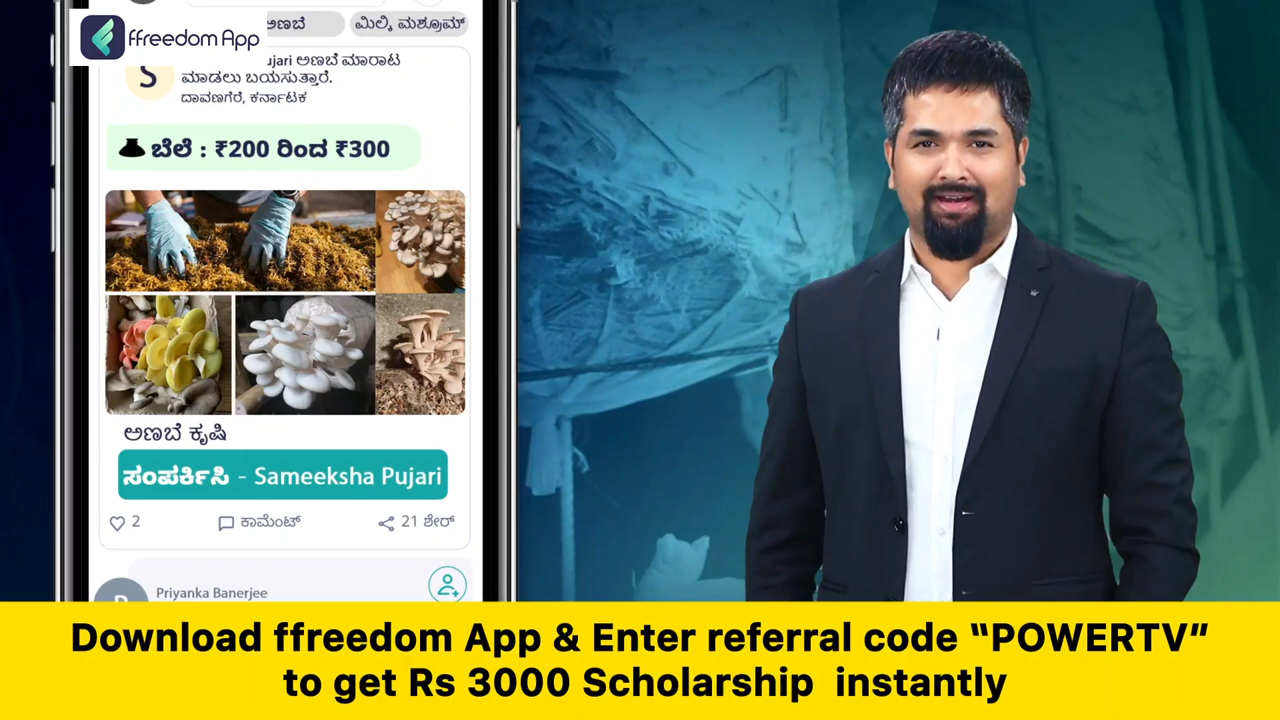 ffreedom App
ಅಣಬೆ
ಮಿಲ್ಕಿ ಮಶ್ರೂಮ್
S
ujari ಅಣಬೆ ಮಾರಾಟ
ಮಾಡಲು ಬಯಸುತ್ತಾರೆ.
ದಾವಣಗೆರೆ, ಕರ್ನಾಟಕ
ಬೆಲೆ : ₹200 ರಿಂದ ₹300
ಅಣಬೆ ಕೃಷಿ
ಸಂಪರ್ಕಿಸಿ - Sameeksha Pujari
2
ಕಾಮೆಂಟ್
21 ಶೇರ್
Priyanka Banerjee
Download ffreedom App & Enter referral code “POWERTV”
to get Rs 3000 Scholarship instantly